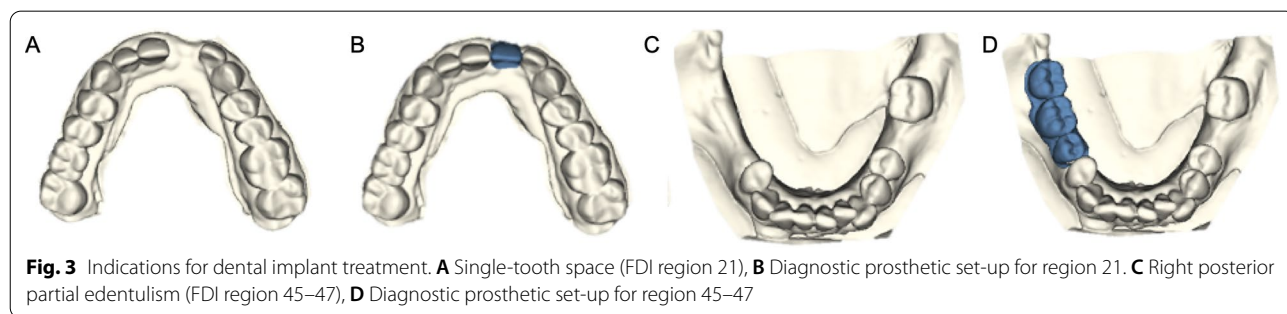 A
B
C
D
Fig. 3 Indications for dental implant treatment. A Single-tooth space (FDI region 21), B Diagnostic prosthetic set-up for region 21. C Right posterior
partial edentulism (FDI region 45–47), D Diagnostic prosthetic set-up for region 45–47